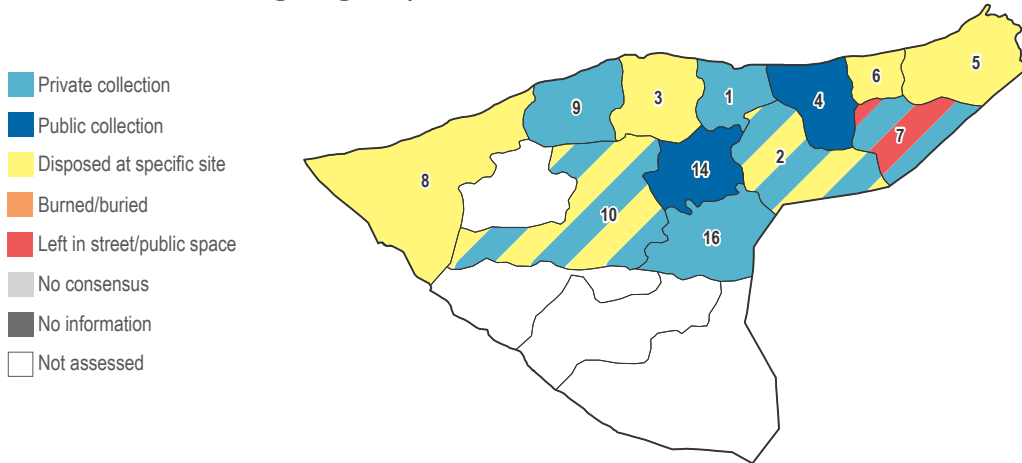 Private collection
Public collection
Disposed at specific site
Burned/buried
Left in street/public space
No consensus
No information
Not assessed
5
6
4
1
3
9
7
2
14
8
10
16